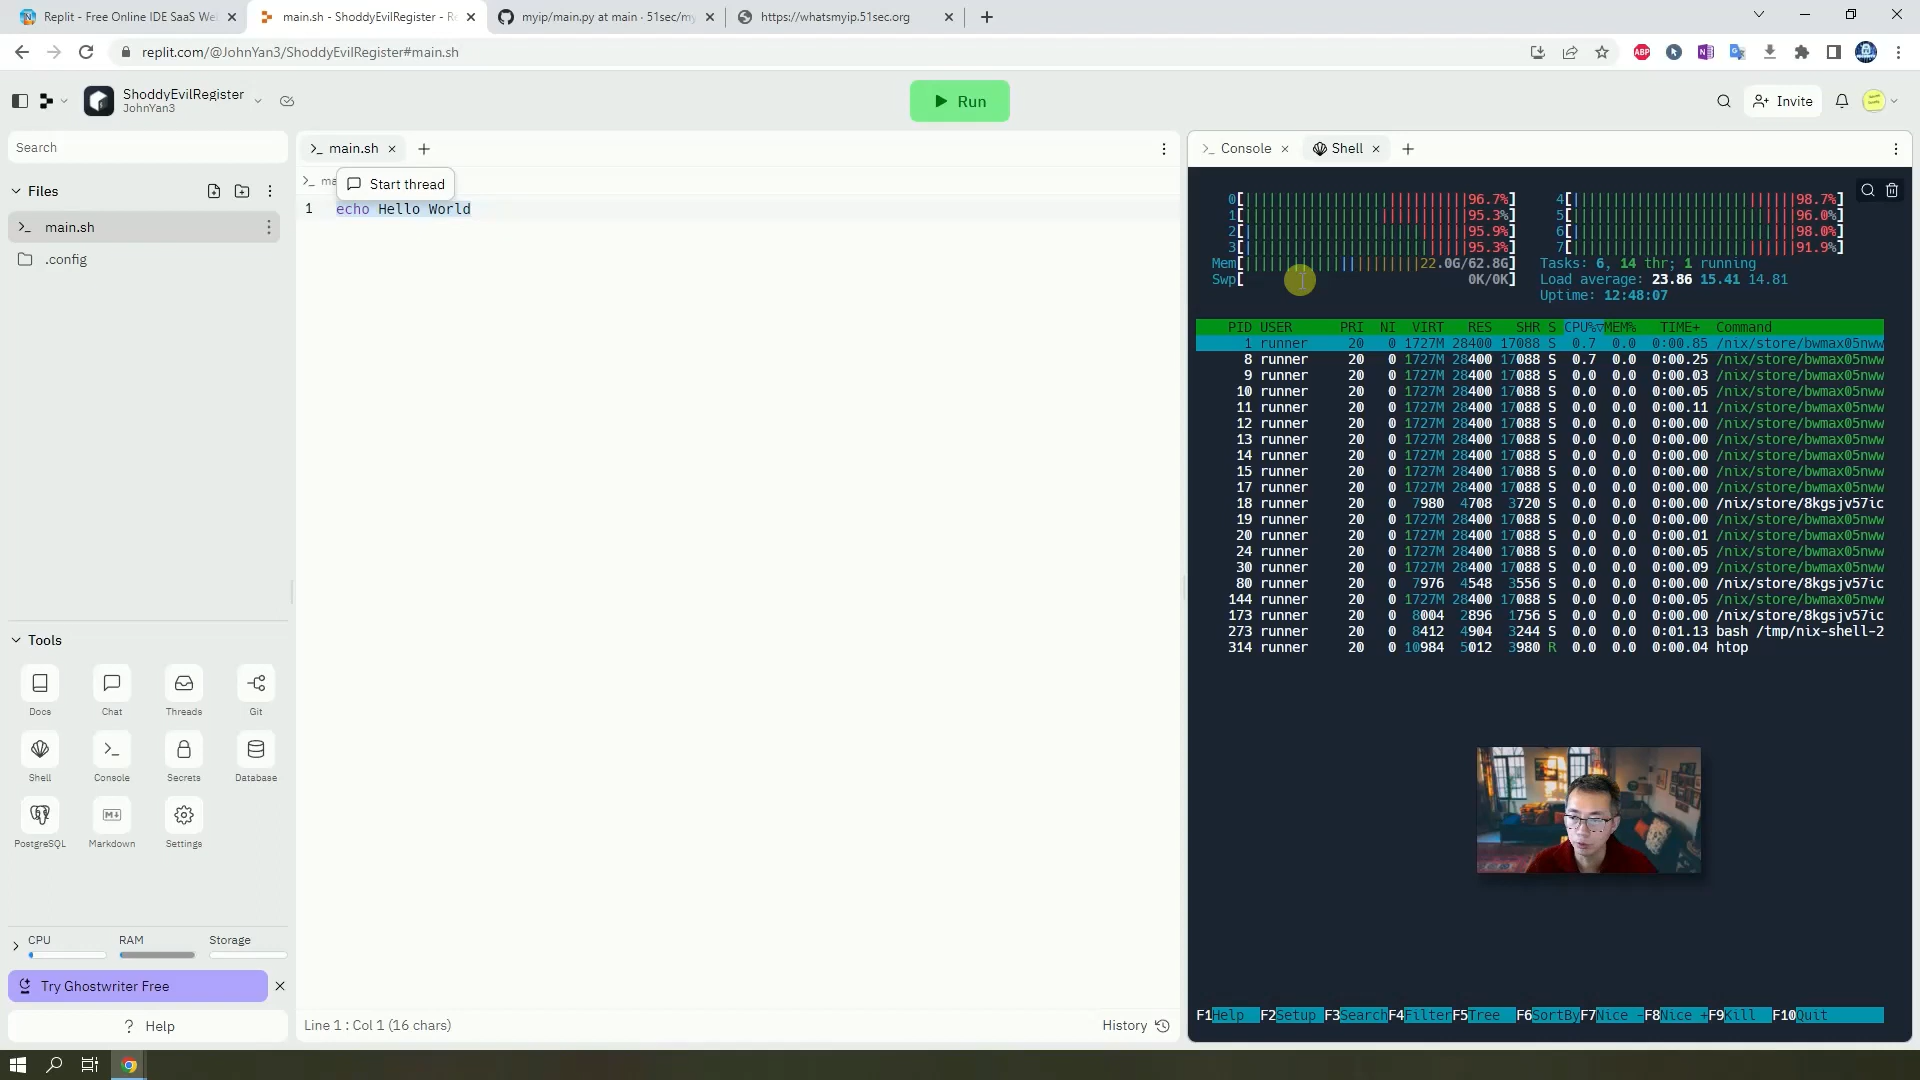 Replit - Free Online IDE SaaS We
main.sh - ShoddyEvilRegister - Re
myip/main.py at main · 51sec/my
https://whatsmyip.51sec.org
replit.com/@JohnYan3/ShoddyEvilRegister#main.sh
ABP
ShoddyEvilRegister
JohnYan3
Run
Invite
Search
main.sh
Console
Shell
Files
ma
Start thread
main.sh
.config
1 echo Hello World
0[96.7%] 4[98.7%]
1[95.3%] 5[96.0%]
2[95.9%] 6[98.0%]
3[95.3%] 7[91.9%]
Mem[22.0G/62.8G] Tasks: 6, 14 thr; 1 running
Swp[0K/0K] Load average: 23.86 15.41 14.81
Uptime: 12:48:07
PID USER PRI NI VIRT RES SHR S CPU%▽MEM% TIME+ Command
1 runner 20 0 1727M 28400 17088 S 0.7 0.0 0:00.85 /nix/store/bwmax05nww
8 runner 20 0 1727M 28400 17088 S 0.7 0.0 0:00.25 /nix/store/bwmax05nww
9 runner 20 0 1727M 28400 17088 S 0.0 0.0 0:00.03 /nix/store/bwmax05nww
10 runner 20 0 1727M 28400 17088 S 0.0 0.0 0:00.05 /nix/store/bwmax05nww
11 runner 20 0 1727M 28400 17088 S 0.0 0.0 0:00.11 /nix/store/bwmax05nww
12 runner 20 0 1727M 28400 17088 S 0.0 0.0 0:00.00 /nix/store/bwmax05nww
13 runner 20 0 1727M 28400 17088 S 0.0 0.0 0:00.00 /nix/store/bwmax05nww
14 runner 20 0 1727M 28400 17088 S 0.0 0.0 0:00.00 /nix/store/bwmax05nww
15 runner 20 0 1727M 28400 17088 S 0.0 0.0 0:00.00 /nix/store/bwmax05nww
17 runner 20 0 1727M 28400 17088 S 0.0 0.0 0:00.00 /nix/store/bwmax05nww
18 runner 20 0 7980 4708 3720 S 0.0 0.0 0:00.00 /nix/store/8kgsjv57ic
19 runner 20 0 1727M 28400 17088 S 0.0 0.0 0:00.00 /nix/store/bwmax05nww
20 runner 20 0 1727M 28400 17088 S 0.0 0.0 0:00.01 /nix/store/bwmax05nww
24 runner 20 0 1727M 28400 17088 S 0.0 0.0 0:00.05 /nix/store/bwmax05nww
30 runner 20 0 1727M 28400 17088 S 0.0 0.0 0:00.09 /nix/store/bwmax05nww
80 runner 20 0 7976 4548 3556 S 0.0 0.0 0:00.00 /nix/store/8kgsjv57ic
144 runner 20 0 1727M 28400 17088 S 0.0 0.0 0:00.05 /nix/store/bwmax05nww
173 runner 20 0 8004 2896 1756 S 0.0 0.0 0:00.00 /nix/store/8kgsjv57ic
273 runner 20 0 8412 4904 3244 S 0.0 0.0 0:01.13 bash /tmp/nix-shell-2
314 runner 20 0 10984 5012 3980 R 0.0 0.0 0:00.04 htop
Tools
Docs Chat Threads Git
Shell Console Secrets Database
PostgreSQL Markdown Settings
CPU RAM Storage
Try Ghostwriter Free
? Help
Line 1 : Col 1 (16 chars)
History
F1Help F2Setup F3SearchF4FilterF5Tree F6SortByF7Nice -F8Nice +F9Kill F10Quit